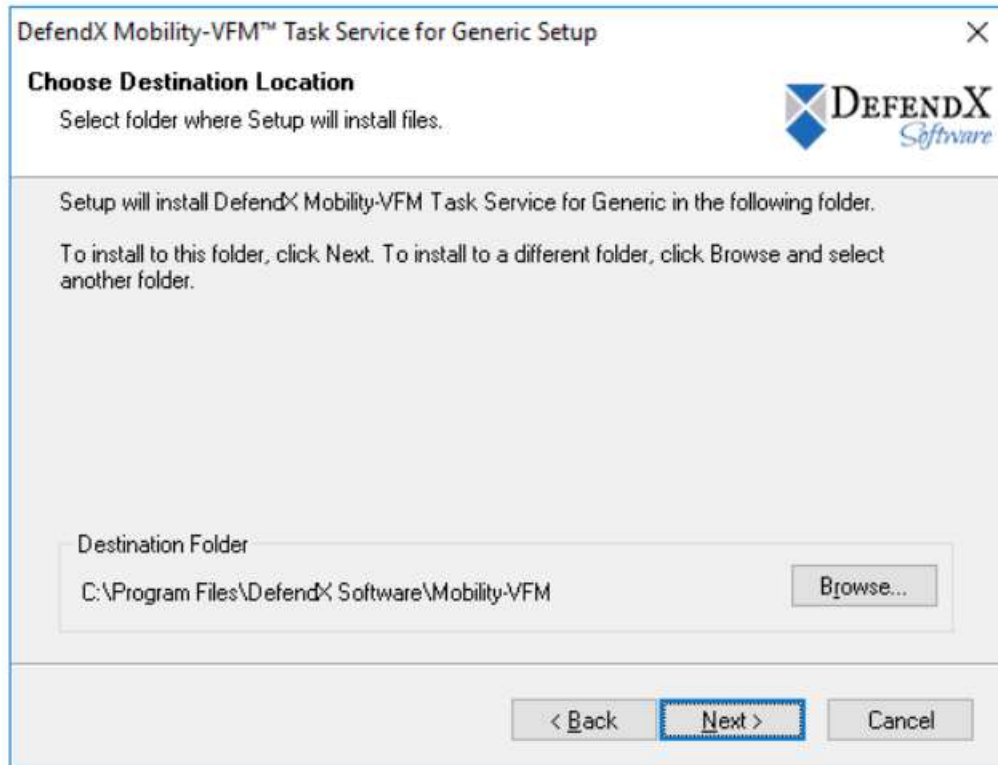 DefendX Mobility-VFM™ Task Service for Generic Setup
Choose Destination Location
Select folder where Setup will install files.
DEFENDX
Software
Setup will install DefendX Mobility-VFM Task Service for Generic in the following folder.
To install to this folder, click Next. To install to a different folder, click Browse and select
another folder.
Destination Folder
C:\Program Files\DefendX Software\Mobility-VFM
Browse...
< Back
Next >
Cancel